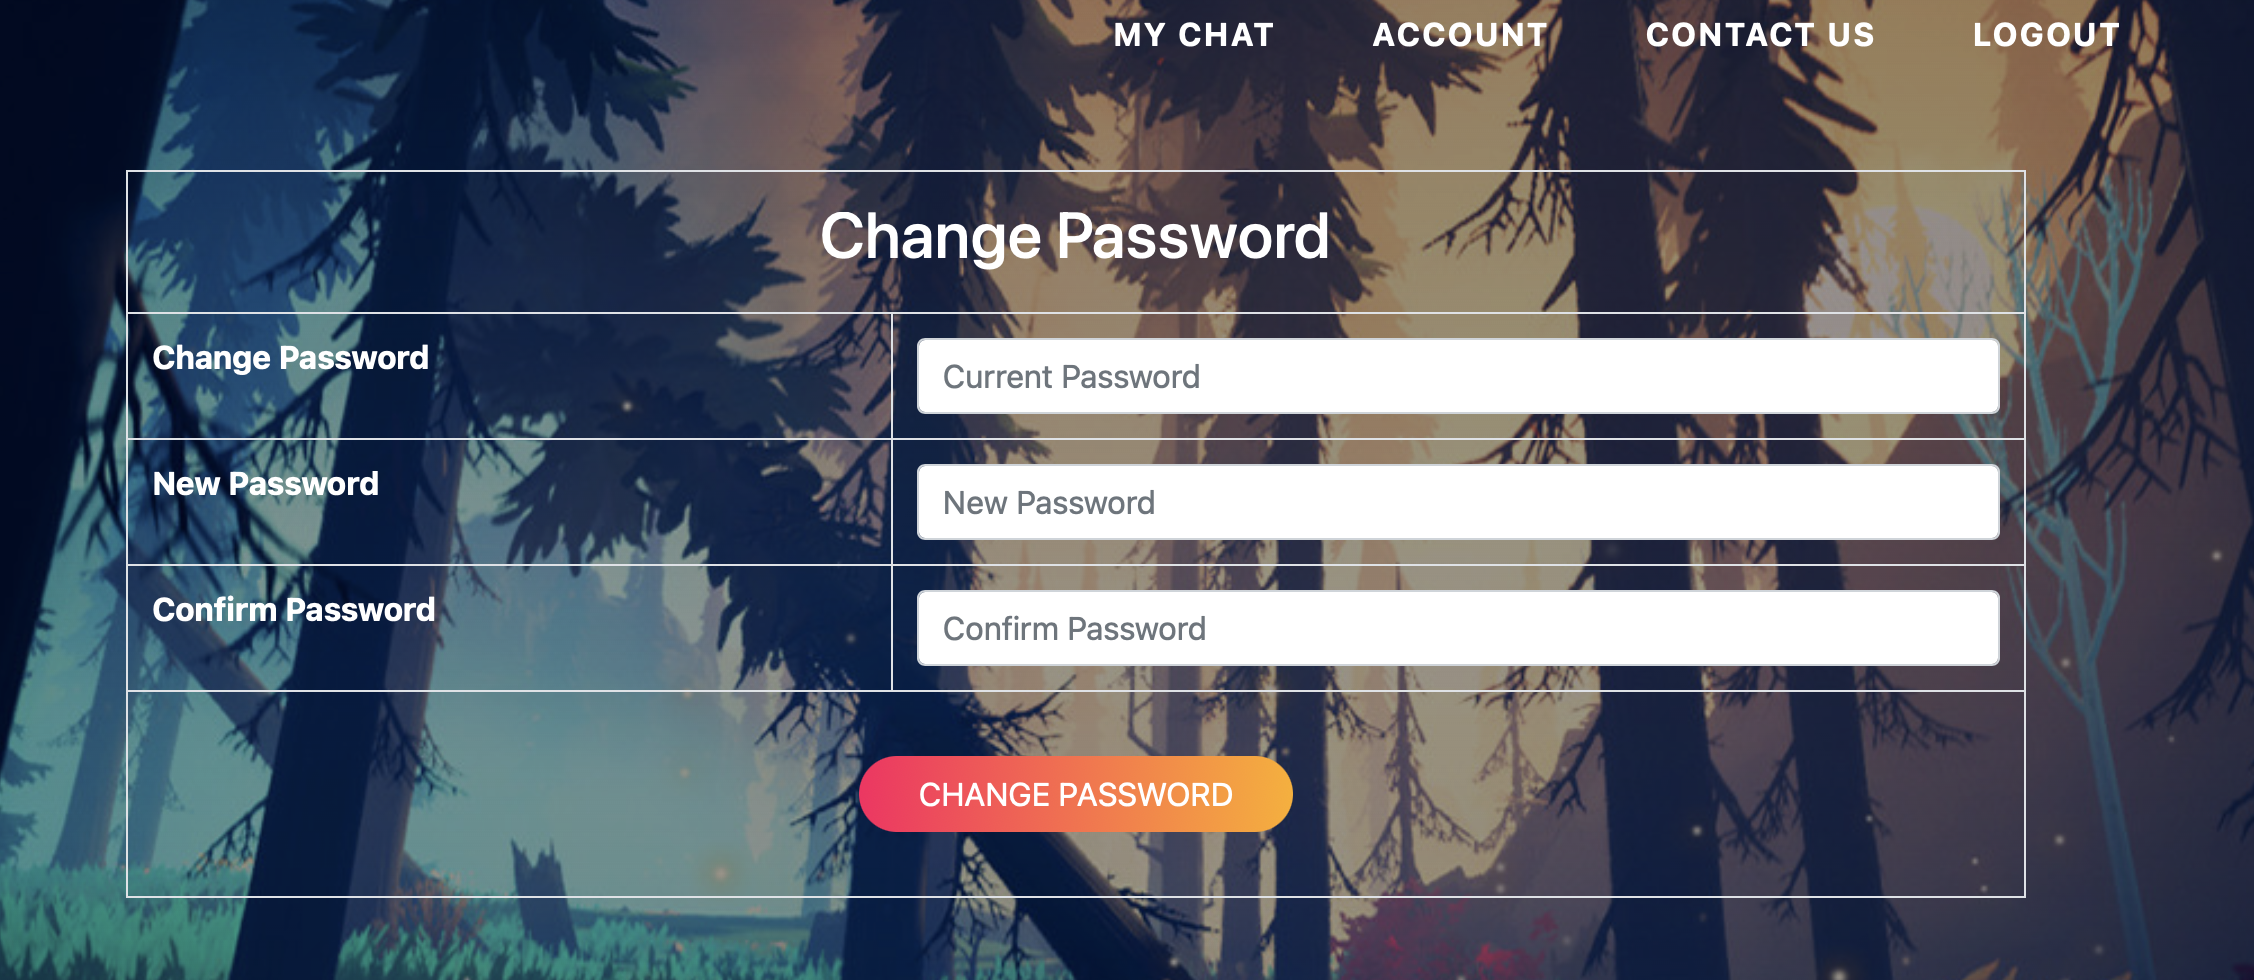 MY CHAT ACCOUNT CONTACT US LOGOUT
Change Password
Change Password Current Password
New Password New Password
Confirm Password Confirm Password
CHANGE PASSWORD